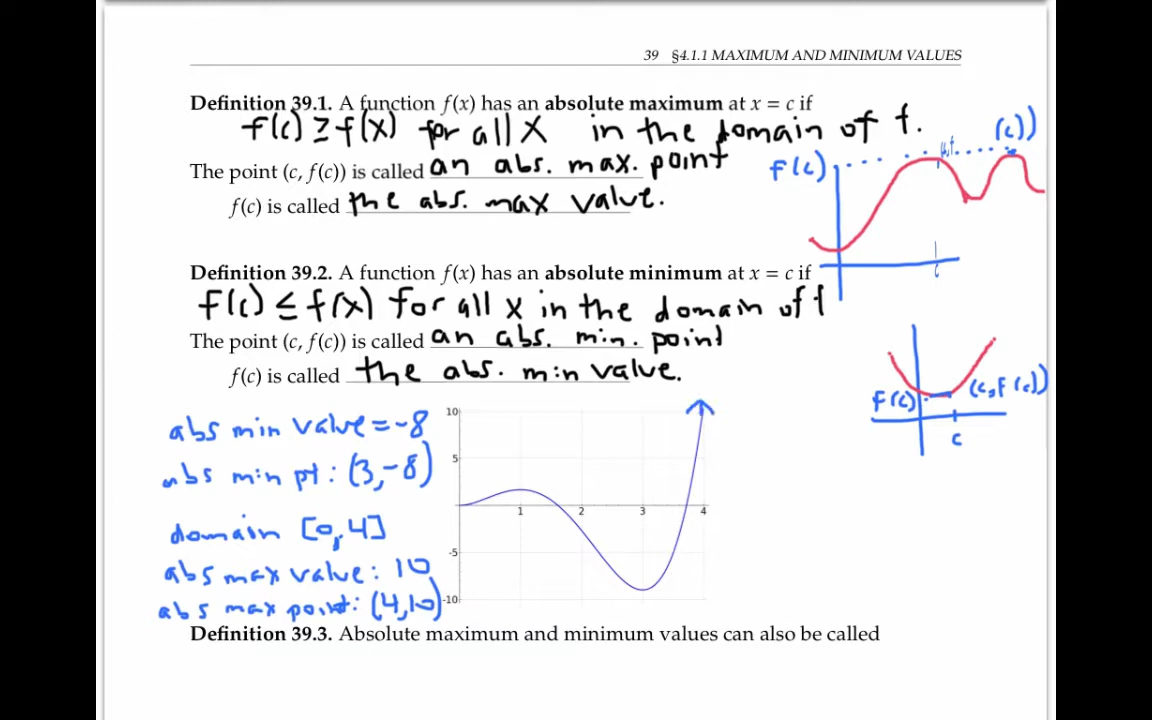 39 §4.1.1 MAXIMUM AND MINIMUM VALUES
Definition 39.1. A function f(x) has an absolute maximum at x = c if
f(c) ≥ f(x) for all x in the domain of f.
The point (c, f(c)) is called an abs. max. point
f(c) is called the abs. max value.
f(c)
(c))
c
Definition 39.2. A function f(x) has an absolute minimum at x = c if
f(c) ≤ f(x) for all x in the domain of f
The point (c, f(c)) is called an abs. min. point
f(c) is called the abs. min value.
f(c)
(c, f(c))
c
abs min value = -8
abs min pt: (3, -8)
domain [0, 4]
abs max value: 10
abs max point: (4, 10)
10
5
1 2 3 4
-5
-10
Definition 39.3. Absolute maximum and minimum values can also be called